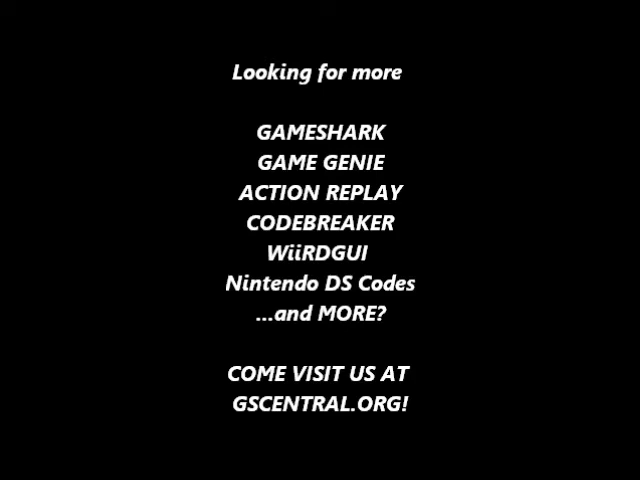 Looking for more
GAMESHARK
GAME GENIE
ACTION REPLAY
CODEBREAKER
WiiRDGUI
Nintendo DS Codes
...and MORE?
COME VISIT US AT
GSCENTRAL.ORG!